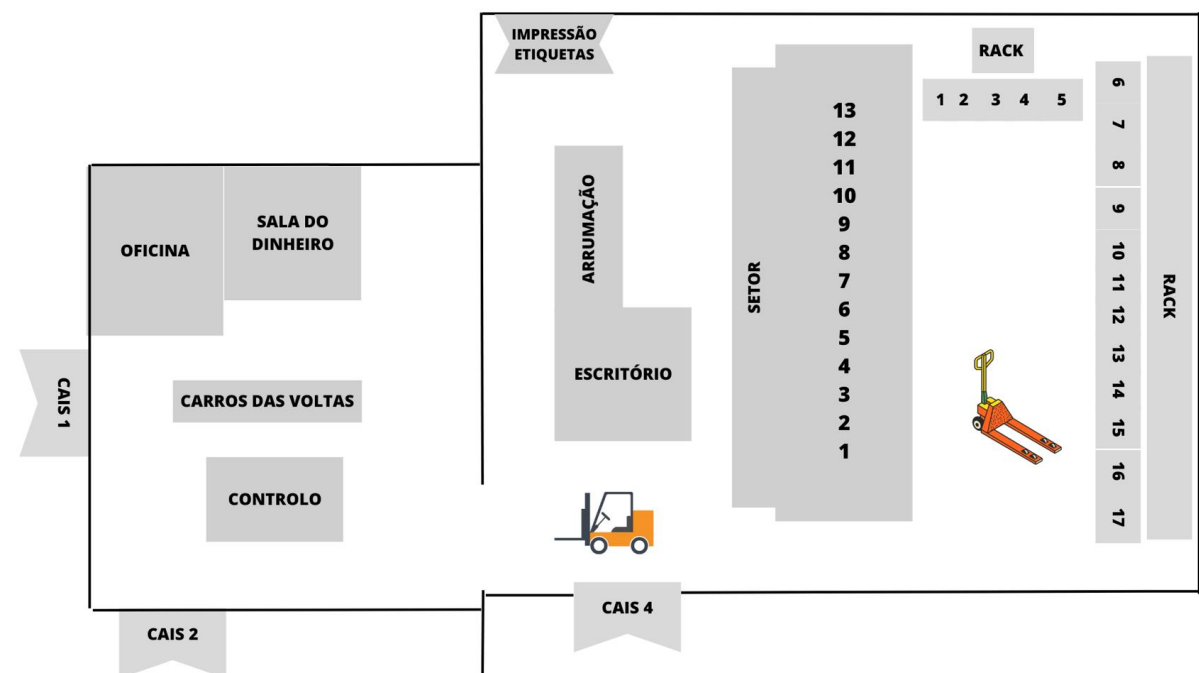 IMPRESSÃO
ETIQUETAS
RACK
1 2 3 4 5
13
12
11
10
9
8
7
6
5
4
3
2
1
SETOR
ARRUMAÇÃO
ESCRITÓRIO
6
7
8
9
10
11
12
13
14
15
16
17
RACK
OFICINA
SALA DO
DINHEIRO
CAIS 1
CARROS DAS VOLTAS
CONTROLO
CAIS 2
CAIS 4